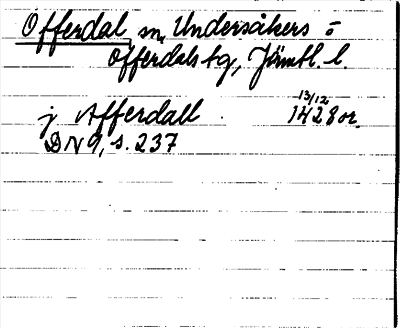 Offerdal sn, Undersåkers o
Offerdals tg, Jämtl. l.
13/12
j Afferdall 1428 or.
DN 9, s. 237